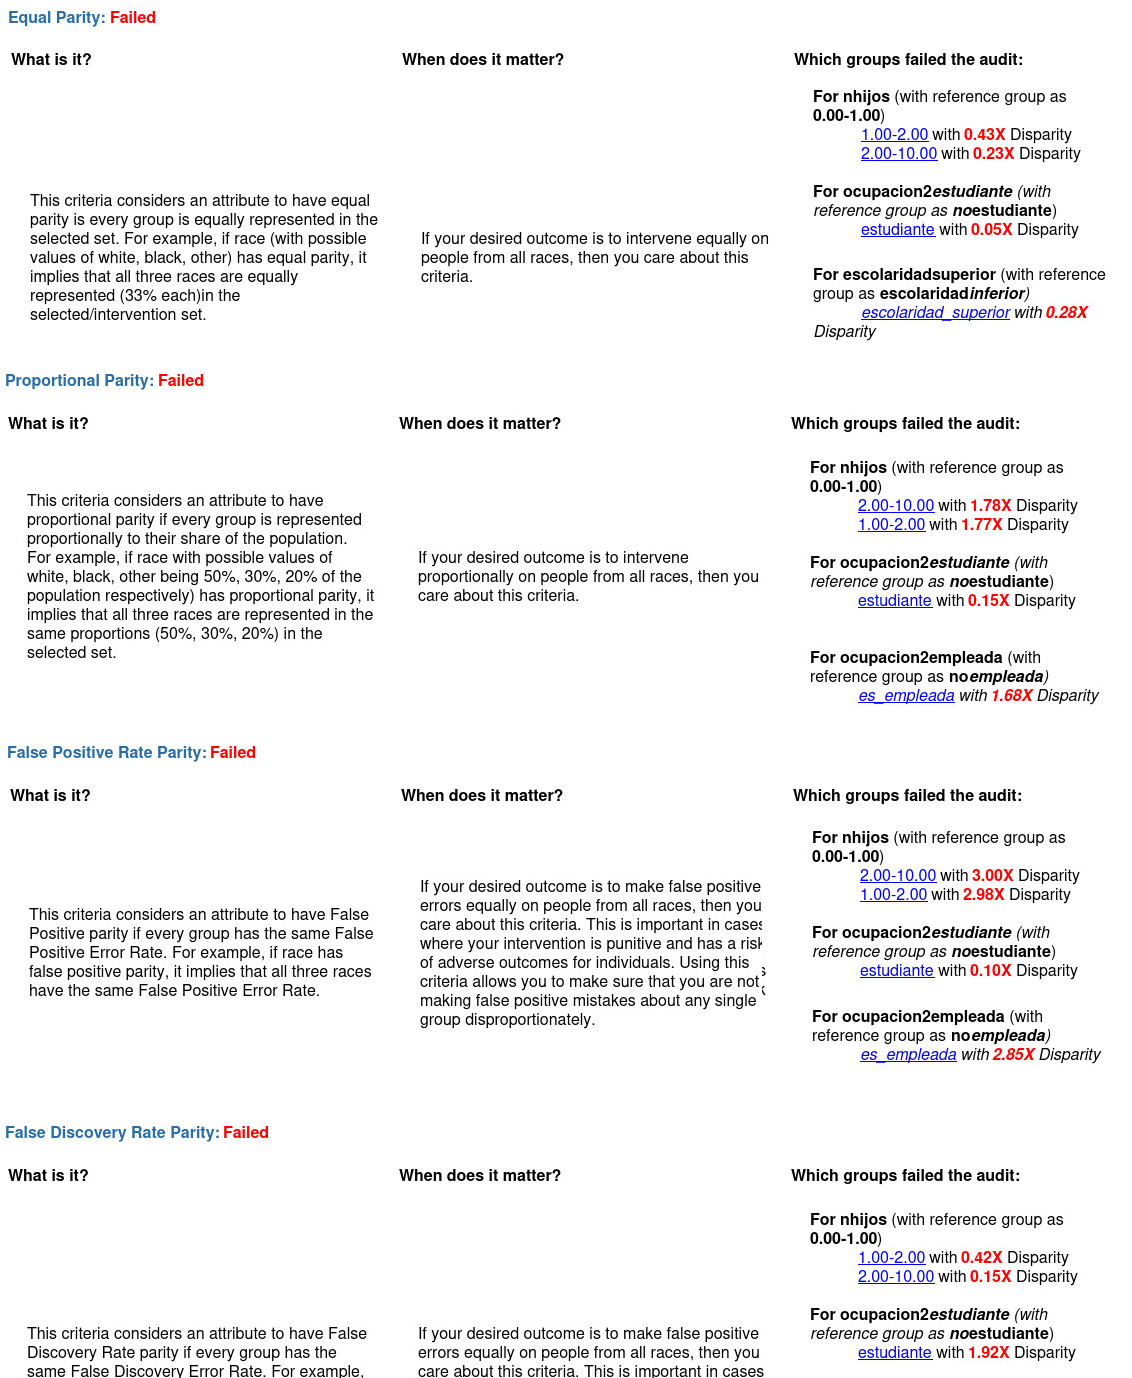 Equal Parity: Failed
What is it?
When does it matter?
Which groups failed the audit:
This criteria considers an attribute to have equal
parity is every group is equally represented in the
selected set. For example, if race (with possible
values of white, black, other) has equal parity, it
implies that all three races are equally
represented (33% each)in the
selected/intervention set.
If your desired outcome is to intervene equally on
people from all races, then you care about this
criteria.
For nhijos (with reference group as
0.00-1.00)
1.00-2.00 with 0.43X Disparity
2.00-10.00 with 0.23X Disparity
For ocupacion2estudiante (with
reference group as noestudiante)
estudiante with 0.05X Disparity
For escolaridadsuperior (with reference
group as escolaridadinferior)
escolaridad_superior with 0.28X
Disparity
Proportional Parity: Failed
What is it?
When does it matter?
Which groups failed the audit:
This criteria considers an attribute to have
proportional parity if every group is represented
proportionally to their share of the population.
For example, if race with possible values of
white, black, other being 50%, 30%, 20% of the
population respectively) has proportional parity, it
implies that all three races are represented in the
same proportions (50%, 30%, 20%) in the
selected set.
If your desired outcome is to intervene
proportionally on people from all races, then you
care about this criteria.
For nhijos (with reference group as
0.00-1.00)
2.00-10.00 with 1.78X Disparity
1.00-2.00 with 1.77X Disparity
For ocupacion2estudiante (with
reference group as noestudiante)
estudiante with 0.15X Disparity
For ocupacion2empleada (with
reference group as noempleada)
es_empleada with 1.68X Disparity
False Positive Rate Parity: Failed
What is it?
When does it matter?
Which groups failed the audit:
This criteria considers an attribute to have False
Positive parity if every group has the same False
Positive Error Rate. For example, if race has
false positive parity, it implies that all three races
have the same False Positive Error Rate.
If your desired outcome is to make false positive
errors equally on people from all races, then you
care about this criteria. This is important in cases
where your intervention is punitive and has a risk
of adverse outcomes for individuals. Using this
criteria allows you to make sure that you are not
making false positive mistakes about any single
group disproportionately.
For nhijos (with reference group as
0.00-1.00)
2.00-10.00 with 3.00X Disparity
1.00-2.00 with 2.98X Disparity
For ocupacion2estudiante (with
reference group as noestudiante)
estudiante with 0.10X Disparity
For ocupacion2empleada (with
reference group as noempleada)
es_empleada with 2.85X Disparity
False Discovery Rate Parity: Failed
What is it?
When does it matter?
Which groups failed the audit:
This criteria considers an attribute to have False
Discovery Rate parity if every group has the
same False Discovery Error Rate. For example,
If your desired outcome is to make false positive
errors equally on people from all races, then you
care about this criteria. This is important in cases
For nhijos (with reference group as
0.00-1.00)
1.00-2.00 with 0.42X Disparity
2.00-10.00 with 0.15X Disparity
For ocupacion2estudiante (with
reference group as noestudiante)
estudiante with 1.92X Disparity